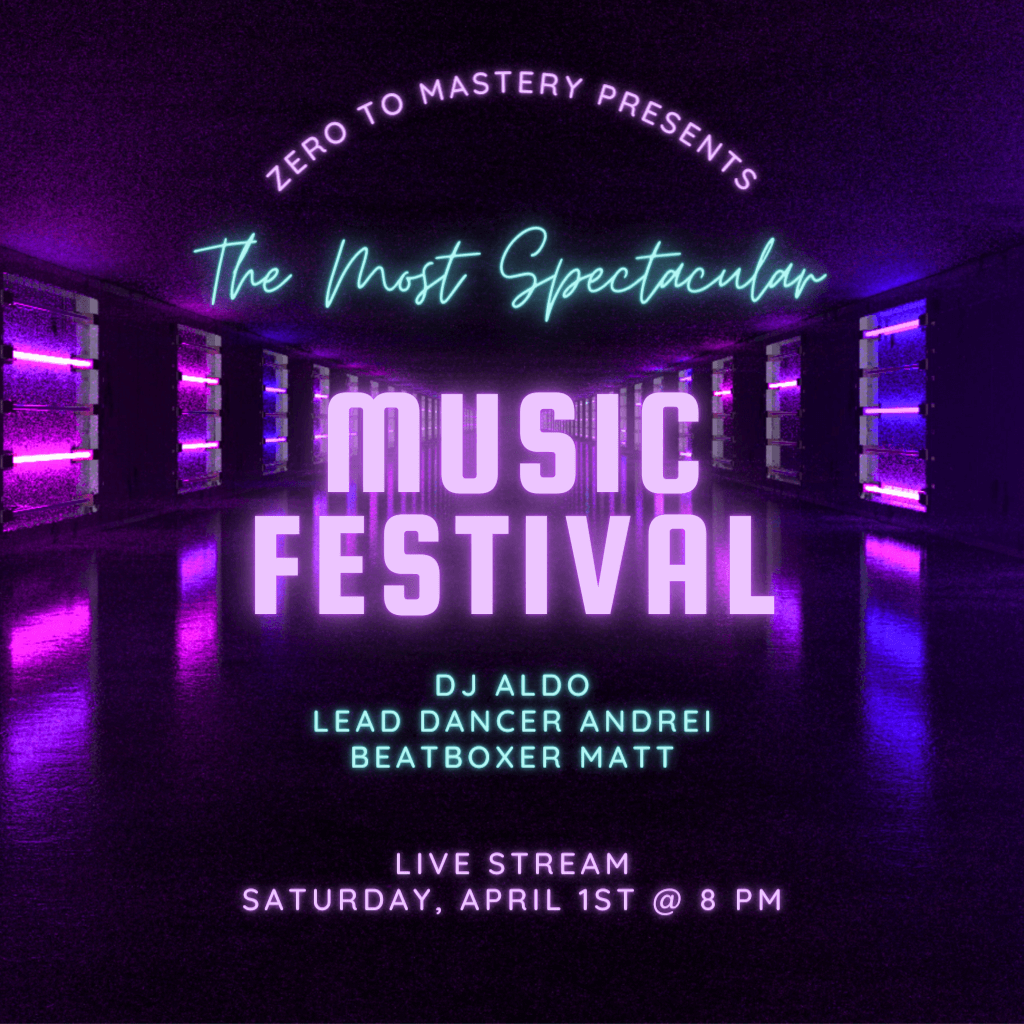 ZERO TO MASTERY PRESENTS
The Most Spectacular
MUSIC
FESTIVAL
DJ ALDO
LEAD DANCER ANDREI
BEATBOXER MATT
LIVE STREAM
SATURDAY, APRIL 1ST @ 8 PM